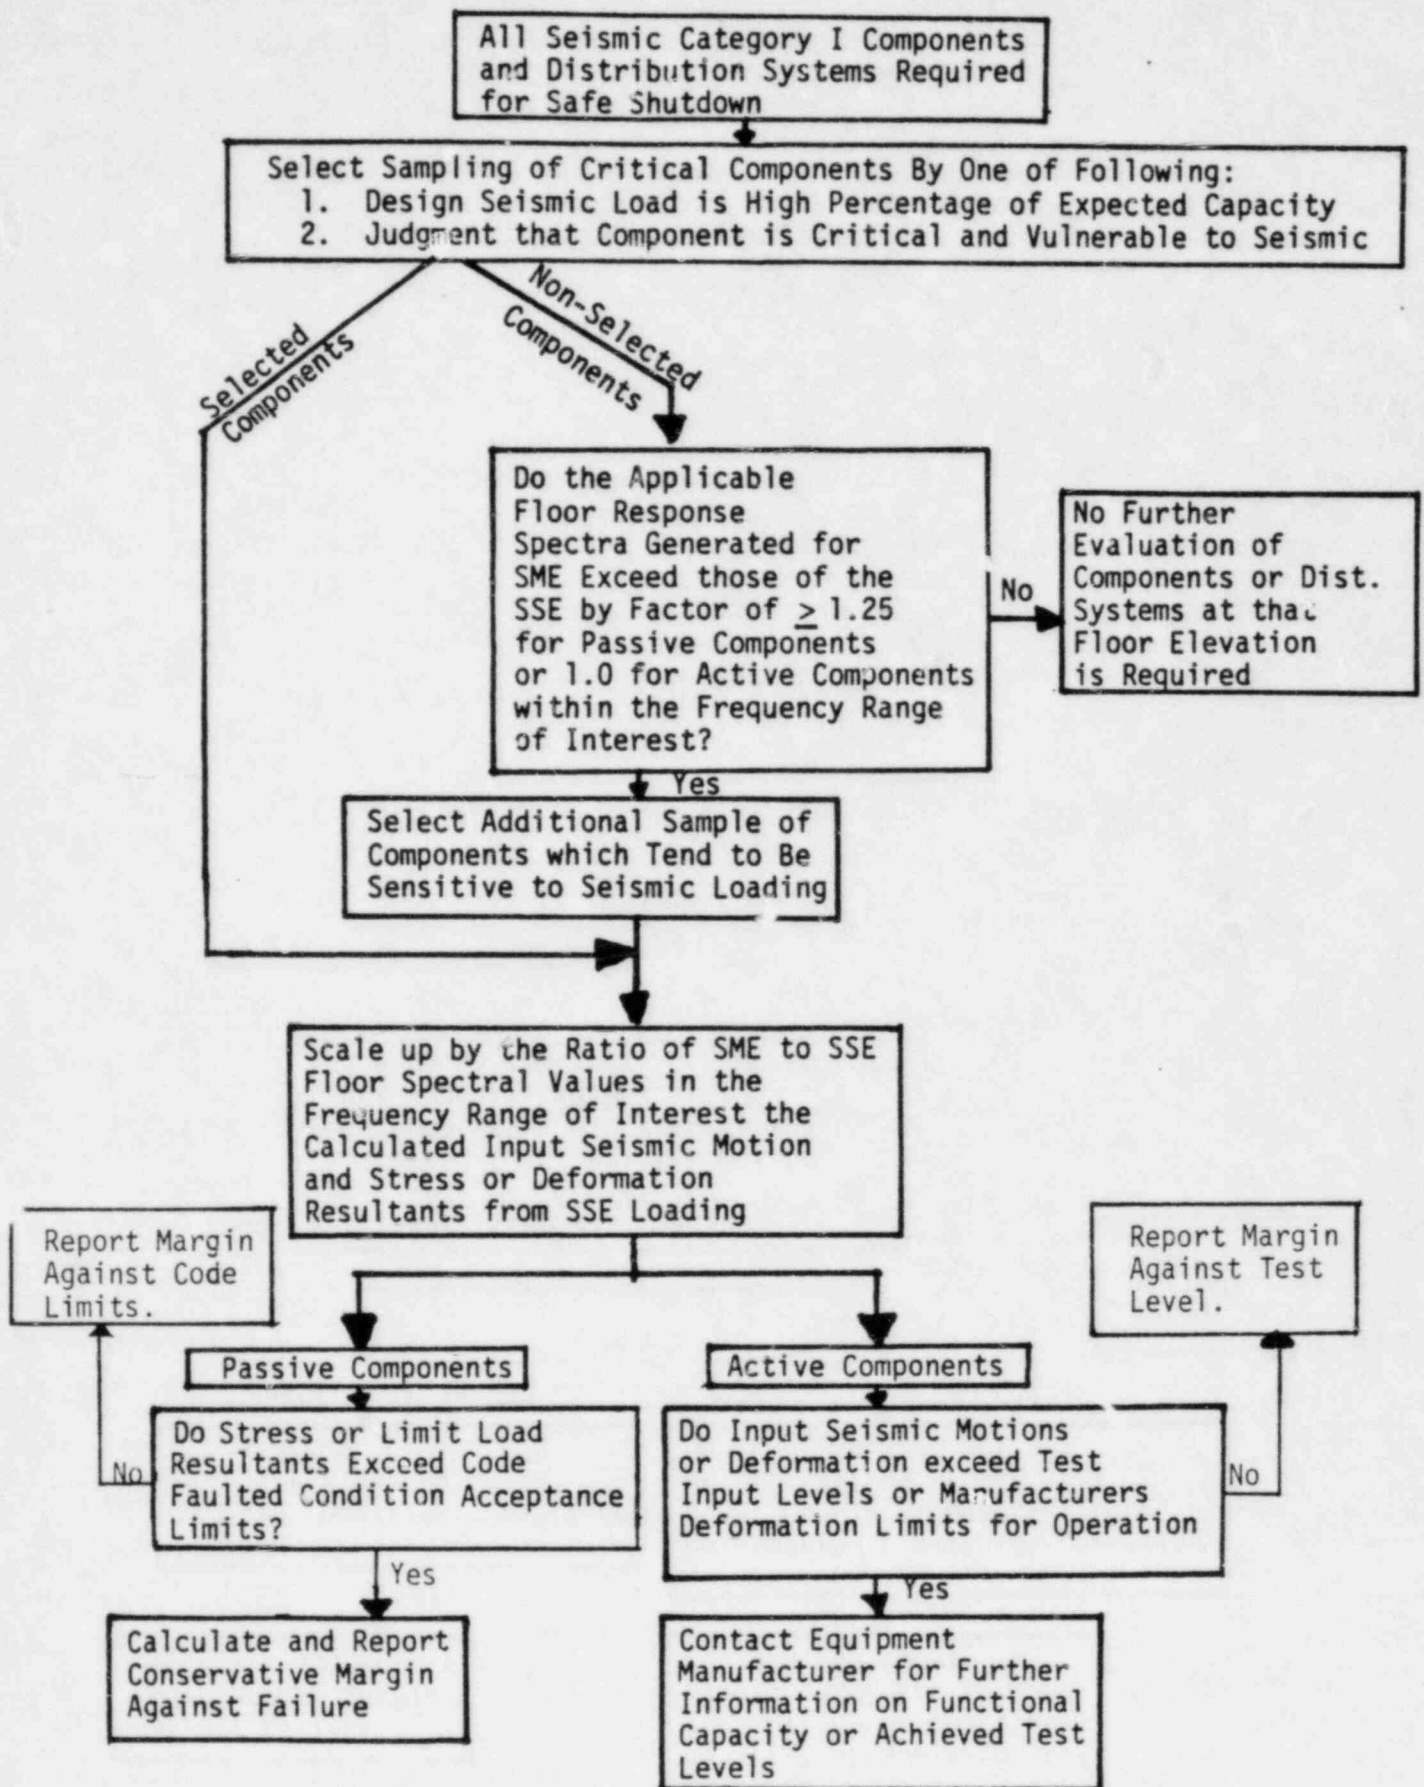 All Seismic Category I Components
and Distribution Systems Required
for Safe Shutdown
Select Sampling of Critical Components By One of Following:
1. Design Seismic Load is High Percentage of Expected Capacity
2. Judgment that Component is Critical and Vulnerable to Seismic
Selected
Components
Non-Selected
Components
Do the Applicable
Floor Response
Spectra Generated for
SME Exceed those of the
SSE by Factor of ≥ 1.25
for Passive Components
or 1.0 for Active Components
within the Frequency Range
of Interest?
No
No Further
Evaluation of
Components or Dist.
Systems at that
Floor Elevation
is Required
Yes
Select Additional Sample of
Components which Tend to Be
Sensitive to Seismic Loading
Scale up by the Ratio of SME to SSE
Floor Spectral Values in the
Frequency Range of Interest the
Calculated Input Seismic Motion
and Stress or Deformation
Resultants from SSE Loading
Report Margin
Against Code
Limits.
Report Margin
Against Test
Level.
Passive Components
Active Components
Do Stress or Limit Load
Resultants Exceed Code
Faulted Condition Acceptance
Limits?
No
Do Input Seismic Motions
or Deformation exceed Test
Input Levels or Manufacturers
Deformation Limits for Operation
No
Yes
Yes
Calculate and Report
Conservative Margin
Against Failure
Contact Equipment
Manufacturer for Further
Information on Functional
Capacity or Achieved Test
Levels